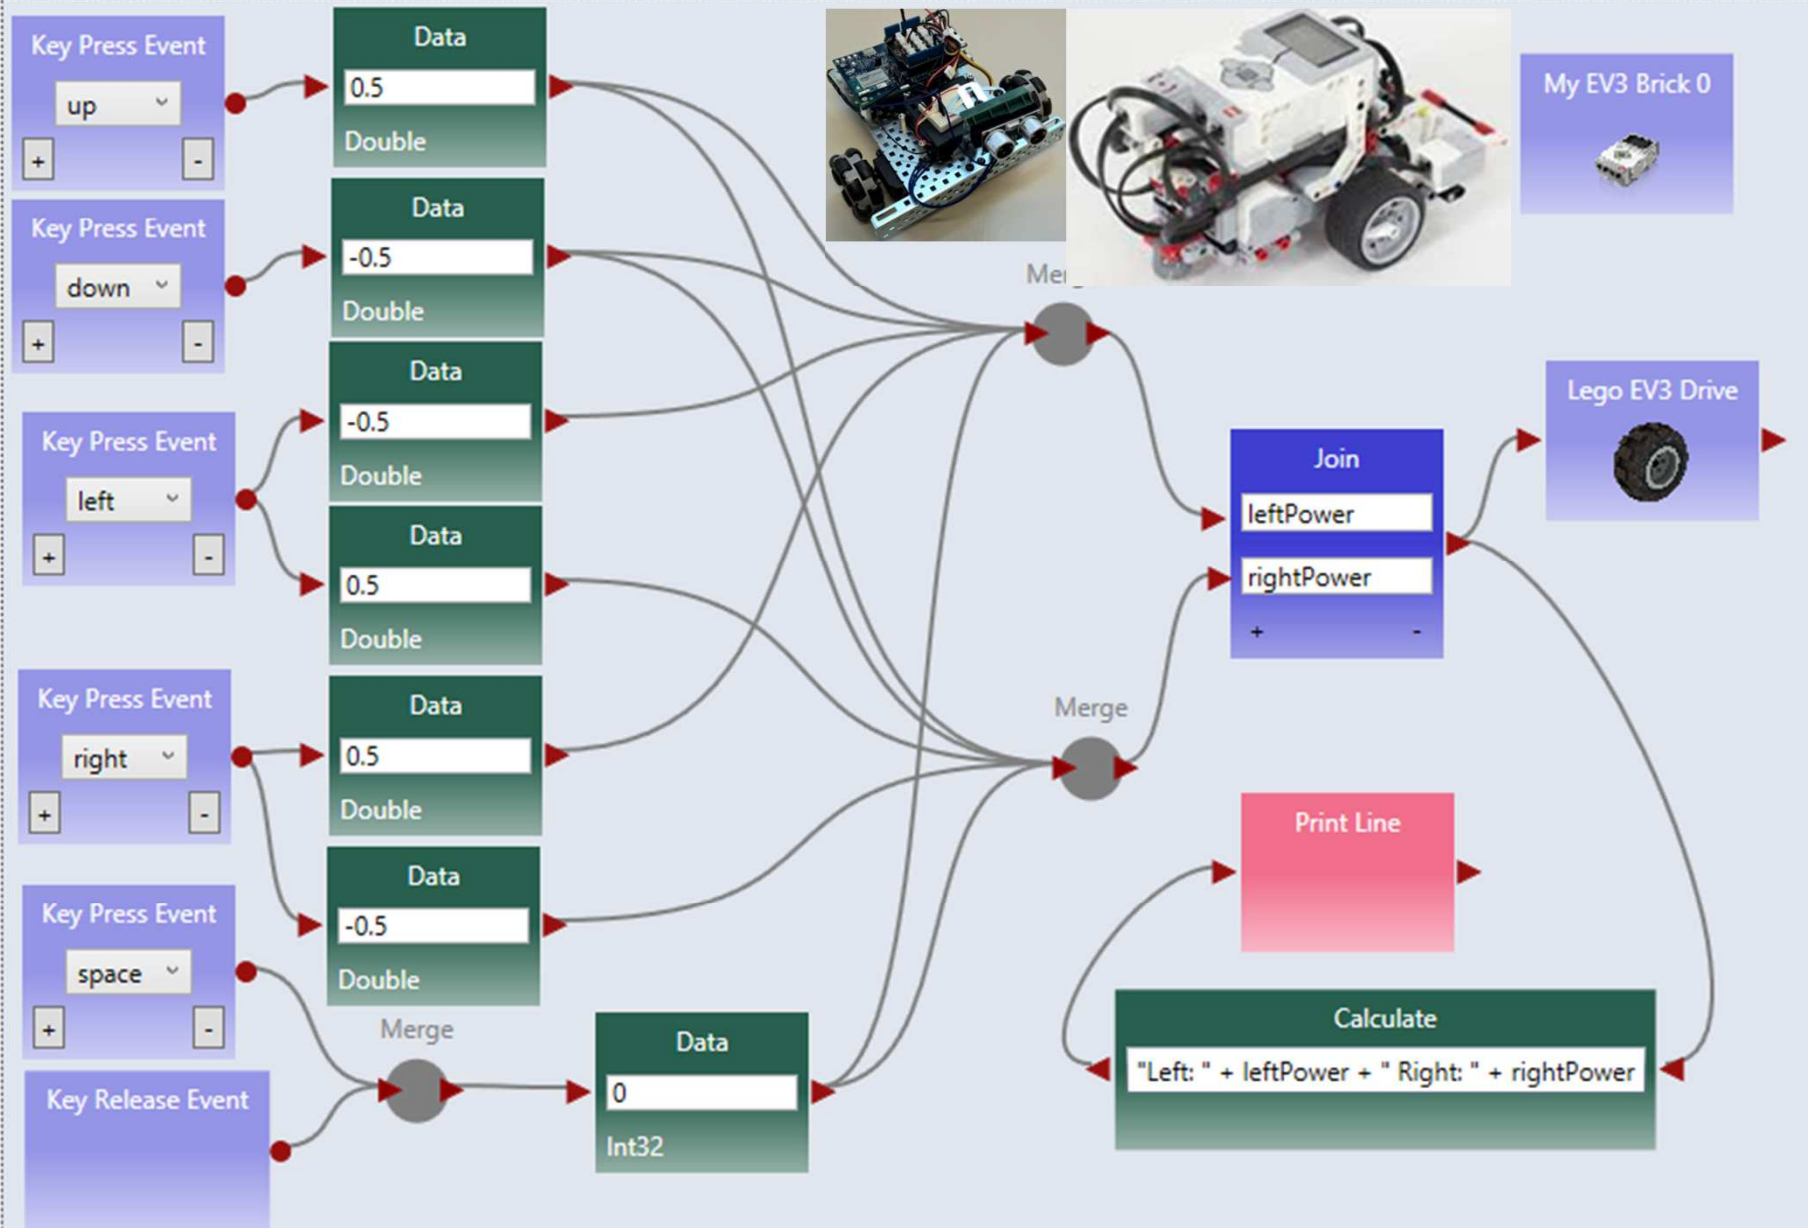 Key Press Event
up
+ -
Data
0.5
Double
Key Press Event
down
+ -
Data
-0.5
Double
Key Press Event
left
+ -
Data
-0.5
Double
Data
0.5
Double
Key Press Event
right
+ -
Data
0.5
Double
Data
-0.5
Double
Key Press Event
space
+ -
Key Release Event
Merge
Data
0
Int32
Merge
My EV3 Brick 0
Join
leftPower
rightPower
+ -
Lego EV3 Drive
Print Line
Calculate
"Left: " + leftPower + " Right: " + rightPower